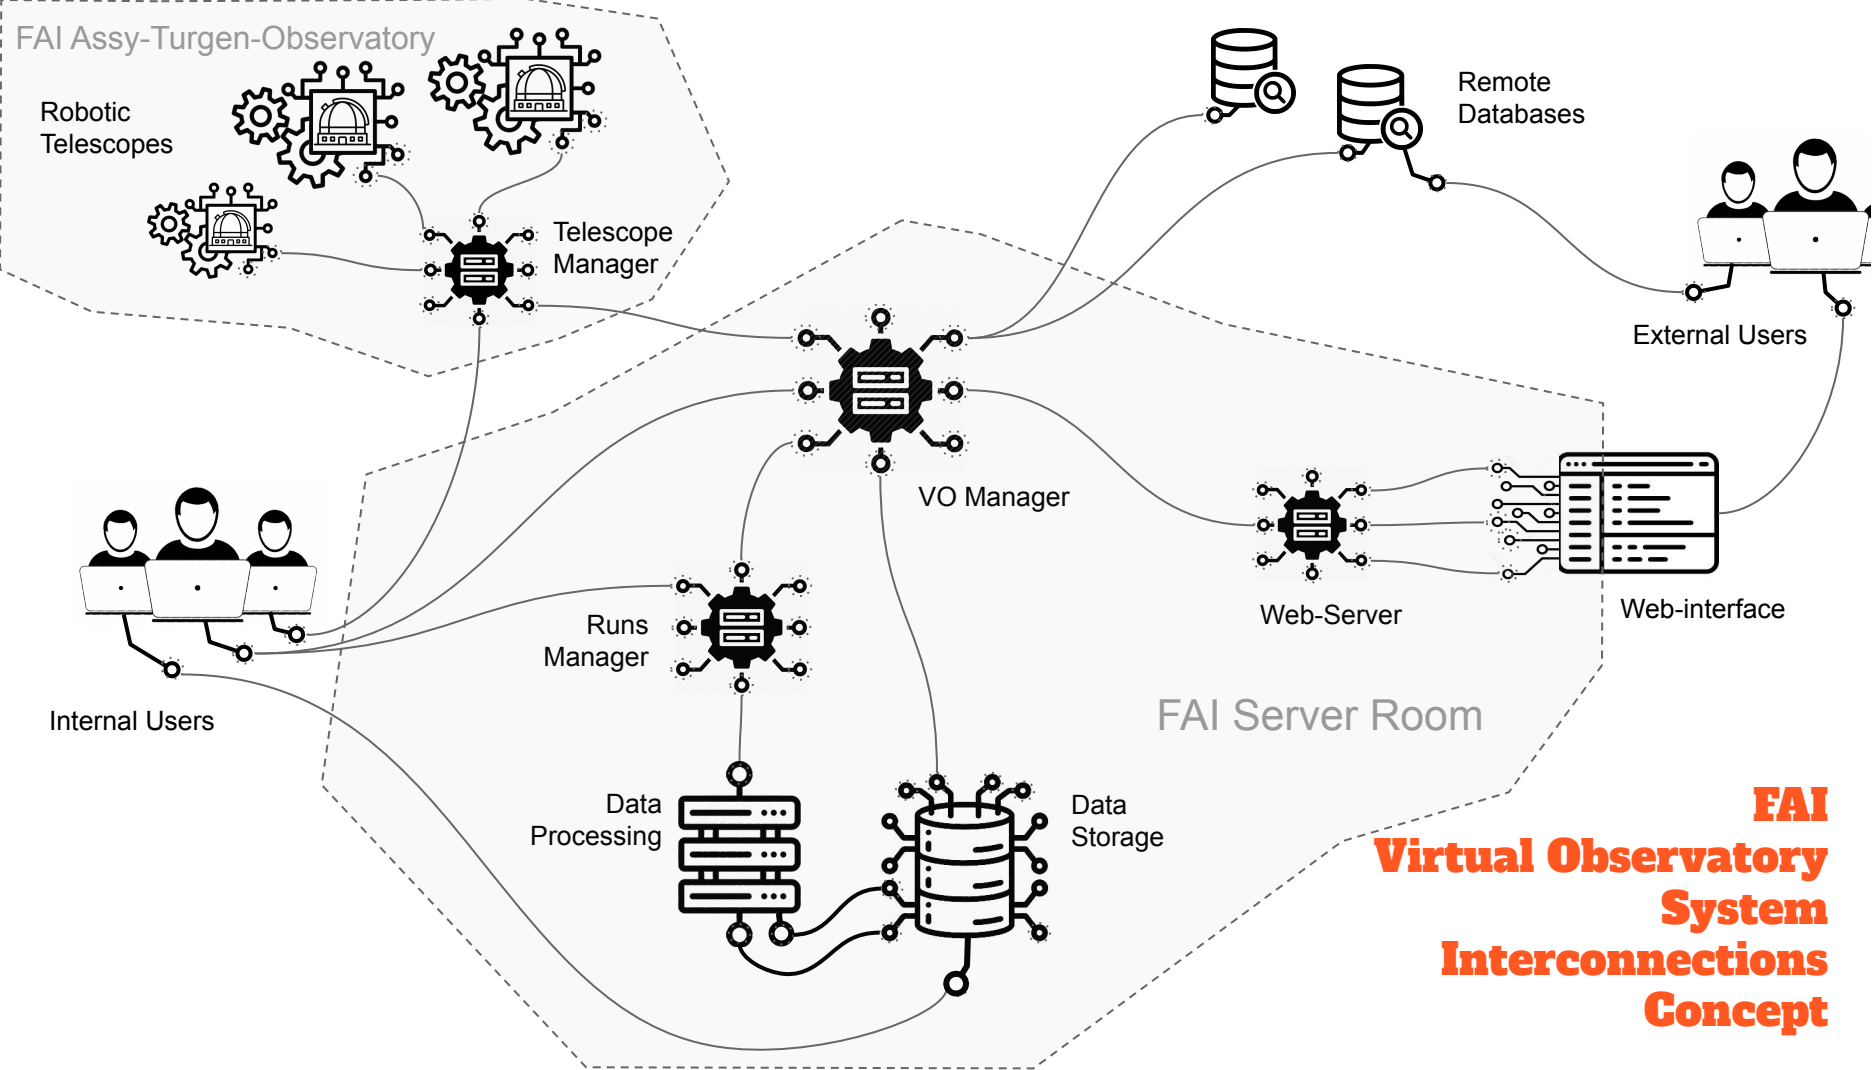 FAI Assy-Turgen-Observatory
Robotic
Telescopes
Telescope
Manager
Remote
Databases
External Users
VO Manager
Internal Users
Runs
Manager
Web-Server
Web-interface
FAI Server Room
Data
Processing
Data
Storage
FAI
Virtual Observatory
System
Interconnections
Concept